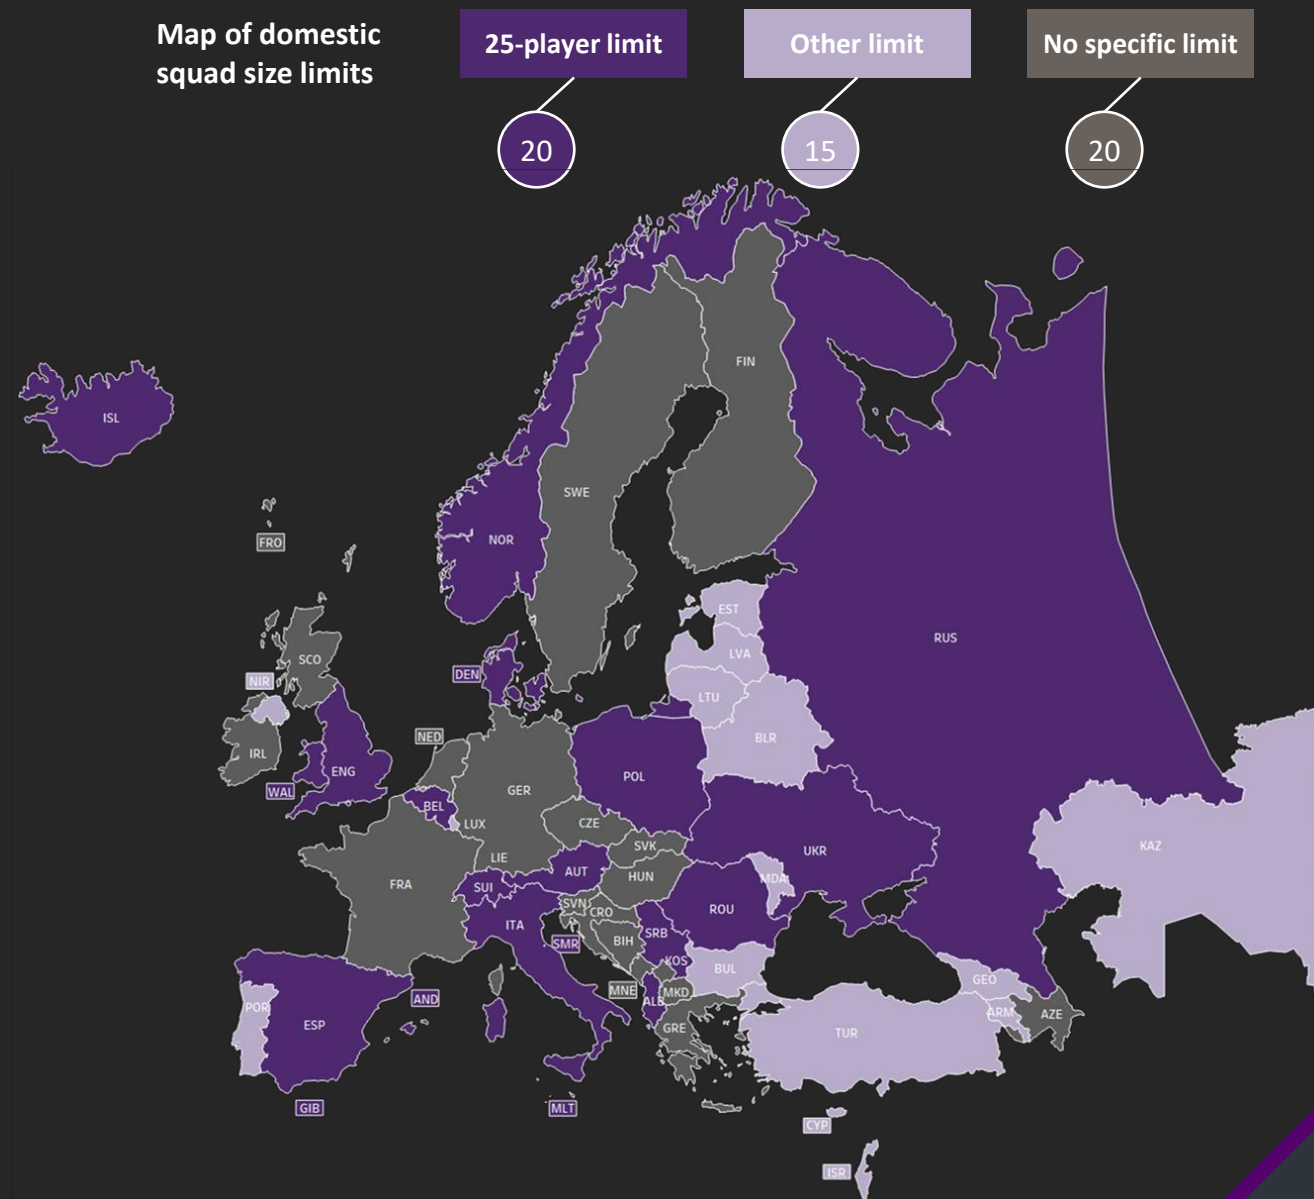 Map of domestic
squad size limits
25-player limit
Other limit
No specific limit
20
15
20
FIN
ISL
SWE
NOR
FRO
EST
RUS
LVA
SCO
DEN
NIR
LTU
NED
BLR
IRL
ENG
POL
WAL
GER
BEL
LUX
CZE
KAZ
SVK
UKR
LIE
AUT
HUN
MDA
FRA
SUI
SVN
CRO
ROU
ITA
SRB
SMR
BIH
KOS
BUL
GEO
MNE
MKD
AND
ALB
POR
ARM
AZE
ESP
GRE
TUR
GIB
MLT
CYP
ISR